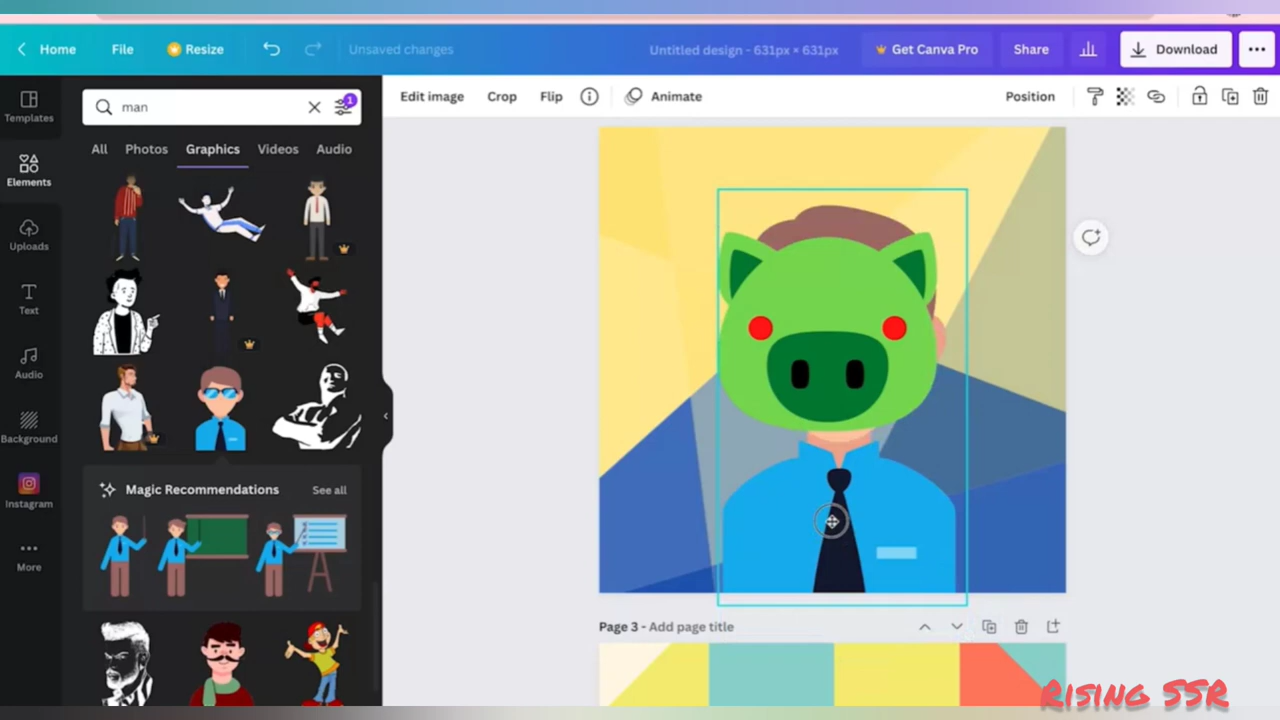 Home File Resize Unsaved changes Untitled design - 631px × 631px Get Canva Pro Share Download
Templates
Elements
Uploads
Text
Audio
Background
Instagram
More
man 1
All Photos Graphics Videos Audio
Magic Recommendations See all
Edit image Crop Flip Animate Position
Page 3 - Add page title
Rising SSR